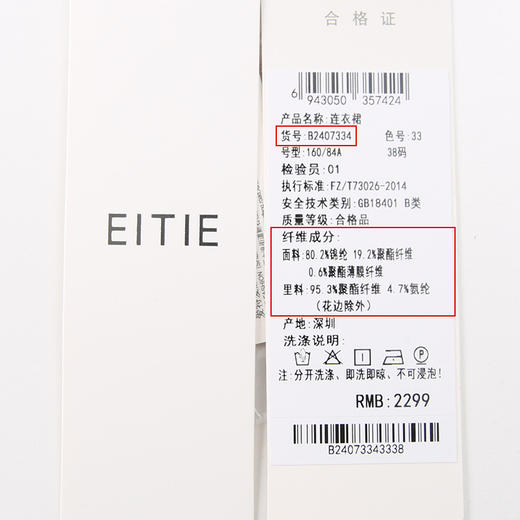 EITIE
合格证
6 943050 357424
产品名称:连衣裙
货号:B2407334 色号:33
号型:160/84A 38码
检验员:01
执行标准:FZ/T73026-2014
安全技术类别:GB18401 B类
质量等级:合格品
纤维成分:
面料:80.2%锦纶 19.2%聚酯纤维
0.6%聚酯薄膜纤维
里料:95.3%聚酯纤维 4.7%氨纶
(花边除外)
产地:深圳
洗涤说明:
P
注:分开洗涤、即洗即晾、不可浸泡!
RMB:2299
B24073343338